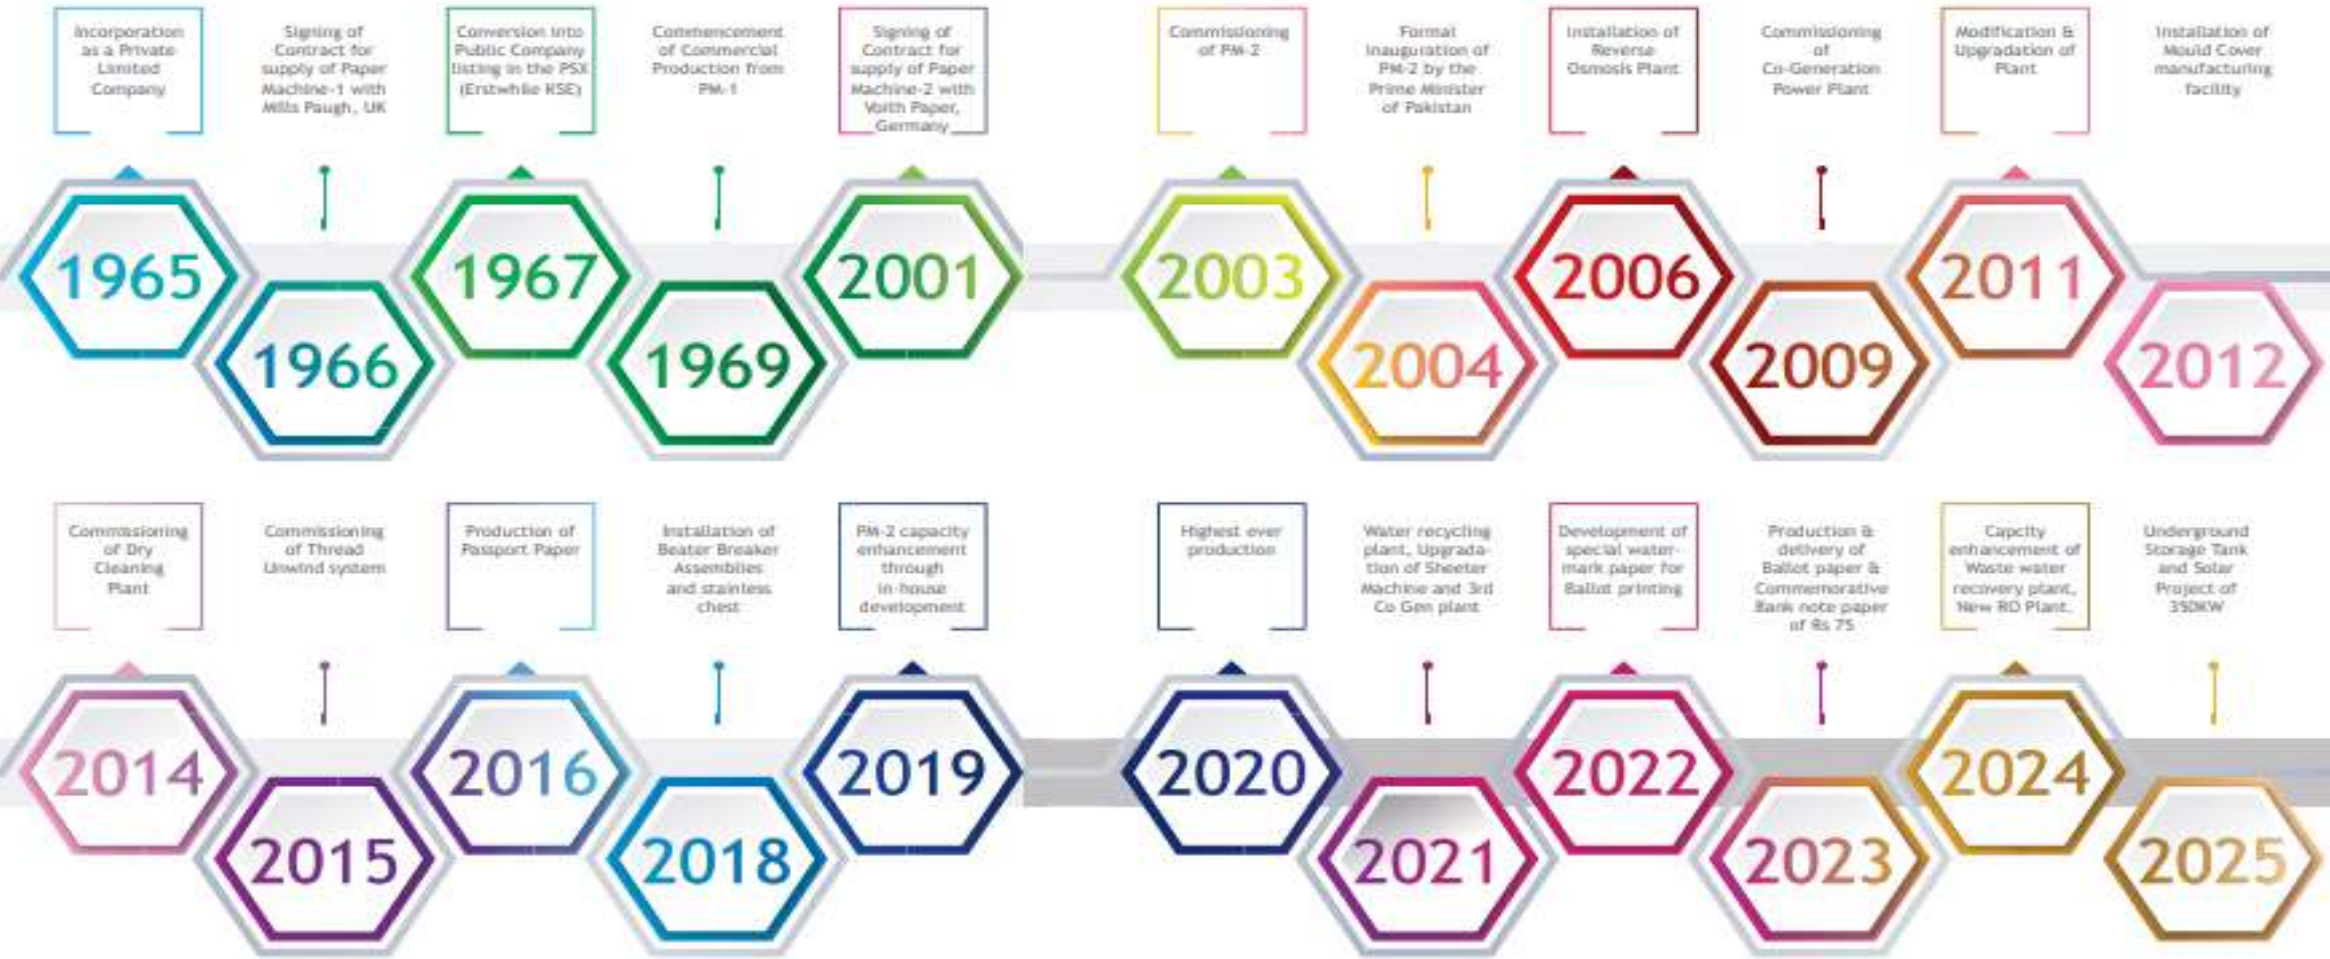 Incorporation
as a Private
Limited
Company
1965
Signing of
Contract for
supply of Paper
Machine-1 with
Mills Paugh, UK
1966
Conversion into
Public Company
listing in the PSX
(Erstwhile KSE)
1967
Commencement
of Commercial
Production from
PM-1
1969
Signing of
Contract for
supply of Paper
Machine-2 with
Voith Paper,
Germany
2001
Commissioning
of PM-2
2003
Formal
Inauguration of
PM-2 by the
Prime Minister
of Pakistan
2004
Installation of
Reverse
Osmosis Plant
2006
Commissioning
of
Co-Generation
Power Plant
2009
Modification &
Upgradation of
Plant
2011
Installation of
Mould Cover
manufacturing
facility
2012
Commissioning
of Dry
Cleaning
Plant
2014
Commissioning
of Thread
Unwind system
2015
Production of
Passport Paper
2016
Installation of
Beater Breaker
Assemblies
and stainless
chest
2018
PM-2 capacity
enhancement
through
in-house
development
2019
Highest ever
production
2020
Water recycling
plant, Upgrada-
tion of Sheeter
Machine and 3rd
Co Gen plant
2021
Development of
special water-
mark paper for
Ballot printing
2022
Production &
delivery of
Ballot paper &
Commemorative
Bank note paper
of Rs 75
2023
Capcity
enhancement of
Waste water
recovery plant,
New RO Plant.
2024
Underground
Storage Tank
and Solar
Project of
350KW
2025